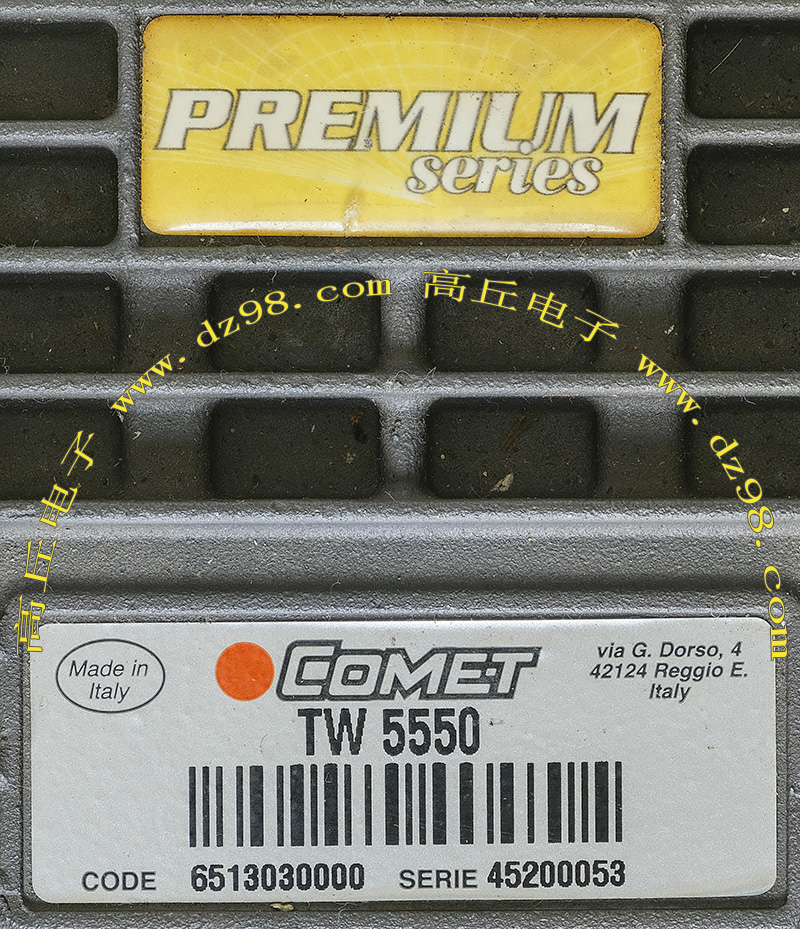 PREMIUM
series
高丘电子 www.dz98.com 高丘电子 www.dz98.com
Made in
Italy
COMET
via G. Dorso, 4
42124 Reggio E.
Italy
TW 5550
CODE 6513030000 SERIE 45200053